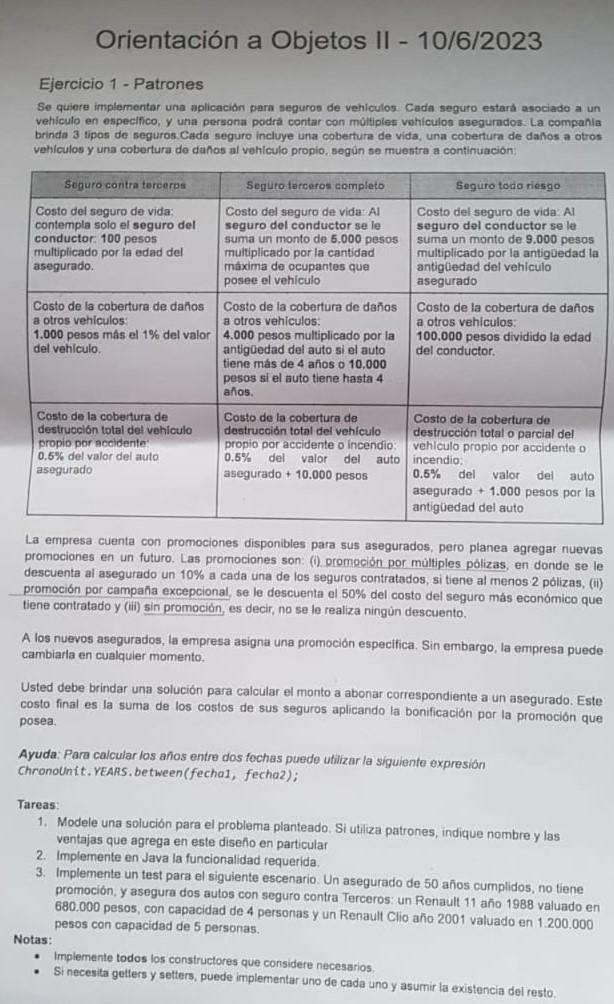 Orientación a Objetos II - 10/6/2023
Ejercicio 1 - Patrones
Se quiere implementar una aplicación para seguros de vehículos. Cada seguro estará asociado a un
vehículo en específico, y una persona podrá contar con múltiples vehículos asegurados. La compañía
brinda 3 tipos de seguros.Cada seguro incluye una cobertura de vida, una cobertura de daños a otros
vehículos y una cobertura de daños al vehículo propio, según se muestra a continuación:
Seguro contra terceros
Seguro terceros completo
Seguro todo riesgo
Costo del seguro de vida:
contempla solo el seguro del
conductor: 100 pesos
multiplicado por la edad del
asegurado.
Costo del seguro de vida: Al
seguro del conductor se le
suma un monto de 5.000 pesos
multiplicado por la cantidad
máxima de ocupantes que
posee el vehículo
Costo del seguro de vida: Al
seguro del conductor se le
suma un monto de 9.000 pesos
multiplicado por la antigüedad la
antigüedad del vehículo
asegurado
Costo de la cobertura de daños
a otros vehículos:
1.000 pesos más el 1% del valor
del vehículo.
Costo de la cobertura de daños
a otros vehículos:
4.000 pesos multiplicado por la
antigüedad del auto si el auto
tiene más de 4 años o 10.000
pesos si el auto tiene hasta 4
años.
Costo de la cobertura de daños
a otros vehículos:
100.000 pesos dividido la edad
del conductor.
Costo de la cobertura de
destrucción total del vehículo
propio por accidente:
0.5% del valor del auto
asegurado
Costo de la cobertura de
destrucción total del vehículo
propio por accidente o incendio:
0.5% del valor del auto
asegurado + 10.000 pesos
Costo de la cobertura de
destrucción total o parcial del
vehículo propio por accidente o
incendio:
0.5% del valor del auto
asegurado + 1.000 pesos por la
antigüedad del auto
La empresa cuenta con promociones disponibles para sus asegurados, pero planea agregar nuevas
promociones en un futuro. Las promociones son: (i) promoción por múltiples pólizas, en donde se le
descuenta al asegurado un 10% a cada una de los seguros contratados, si tiene al menos 2 pólizas, (ii)
promoción por campaña excepcional, se le descuenta el 50% del costo del seguro más económico que
tiene contratado y (iii) sin promoción, es decir, no se le realiza ningún descuento.
A los nuevos asegurados, la empresa asigna una promoción específica. Sin embargo, la empresa puede
cambiarla en cualquier momento.
Usted debe brindar una solución para calcular el monto a abonar correspondiente a un asegurado. Este
costo final es la suma de los costos de sus seguros aplicando la bonificación por la promoción que
posea.
Ayuda: Para calcular los años entre dos fechas puede utilizar la siguiente expresión
ChronoUnit.YEARS.between(fecha1, fecha2);
Tareas:
1. Modele una solución para el problema planteado. Si utiliza patrones, indique nombre y las
ventajas que agrega en este diseño en particular
2. Implemente en Java la funcionalidad requerida.
3. Implemente un test para el siguiente escenario. Un asegurado de 50 años cumplidos, no tiene
promoción, y asegura dos autos con seguro contra Terceros: un Renault 11 año 1988 valuado en
680.000 pesos, con capacidad de 4 personas y un Renault Clio año 2001 valuado en 1.200.000
pesos con capacidad de 5 personas.
Notas:
• Implemente todos los constructores que considere necesarios.
• Si necesita getters y setters, puede implementar uno de cada uno y asumir la existencia del resto.